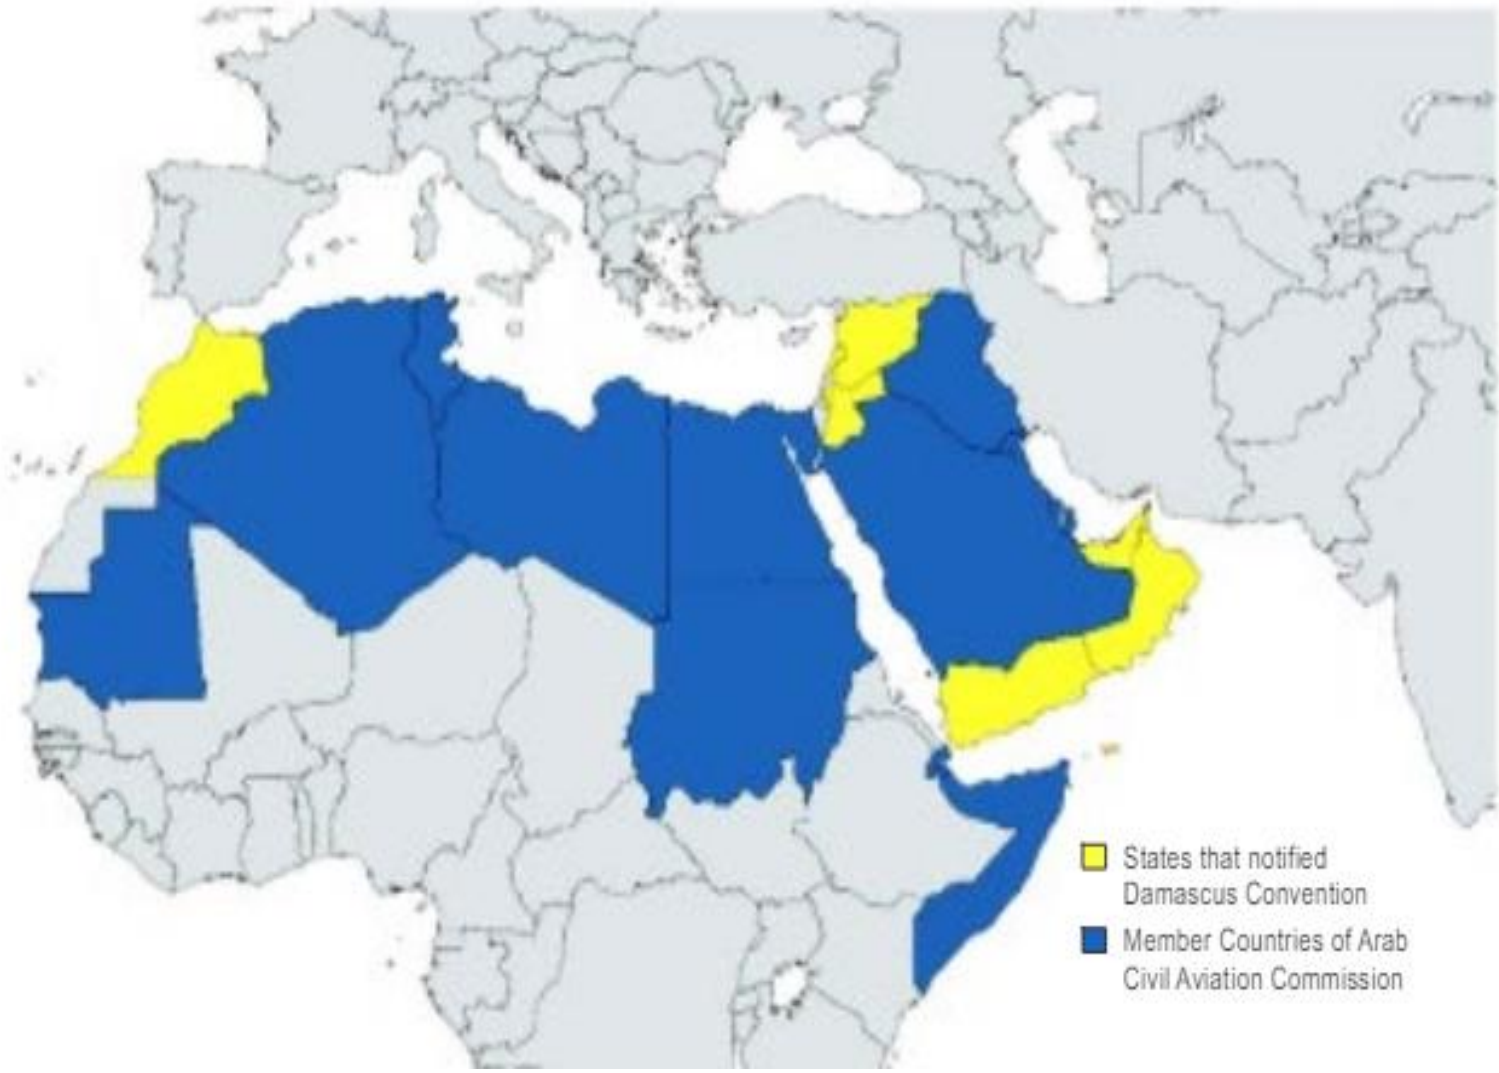 States that notified
Damascus Convention
Member Countries of Arab
Civil Aviation Commission